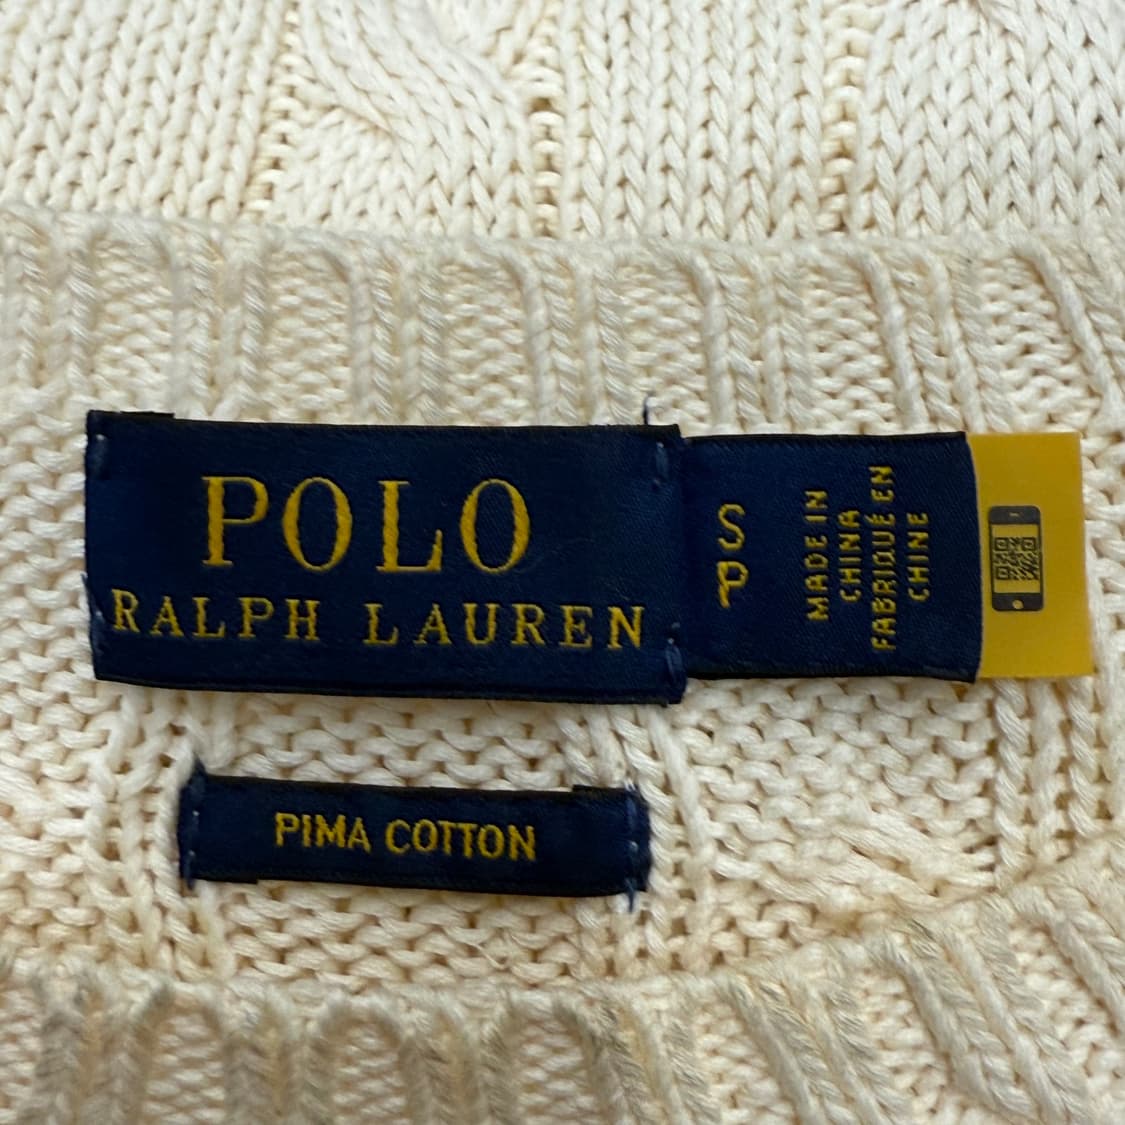 POLO
RALPH LAUREN
S
P
MADE IN
CHINA
FABRIQUÉ EN
CHINE
PIMA COTTON